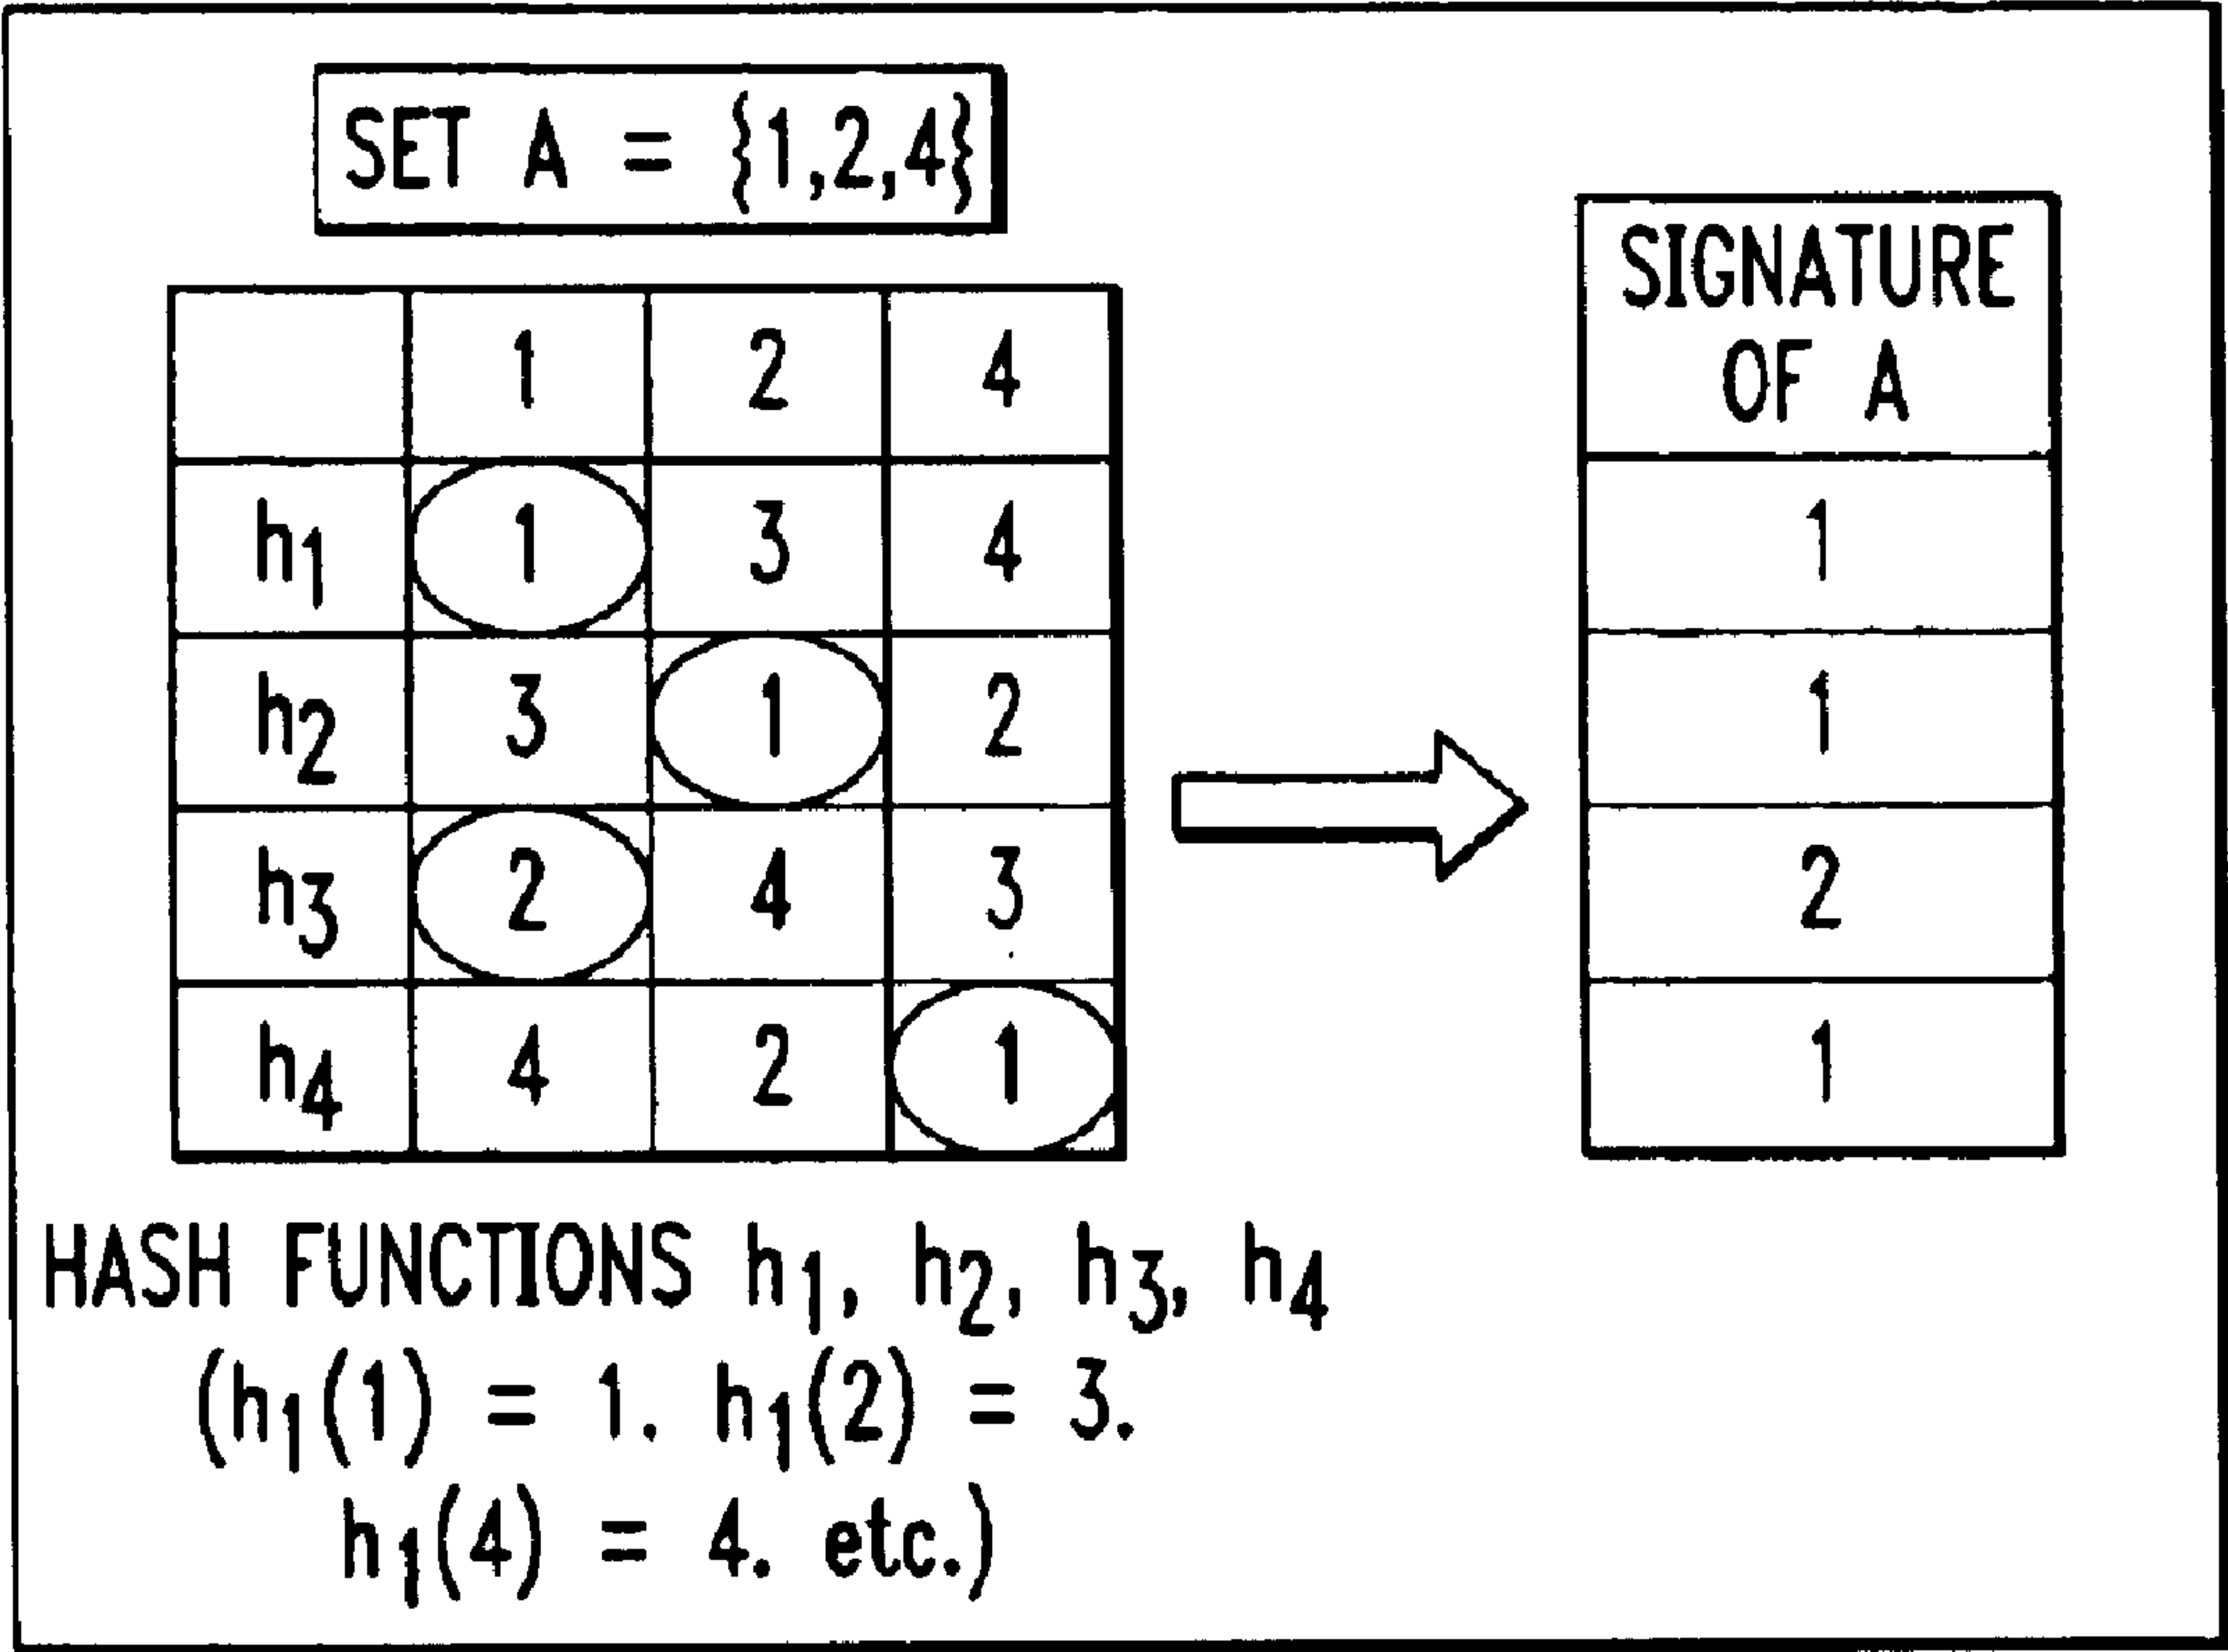 SET A = {1,2,4}
1 2 4
h1 1 3 4
h2 3 1 2
h3 2 4 3
h4 4 2 1
SIGNATURE
OF A
1
1
2
1
HASH FUNCTIONS h1, h2, h3, h4
(h1(1) = 1. h1(2) = 3.
h1(4) = 4. etc.)